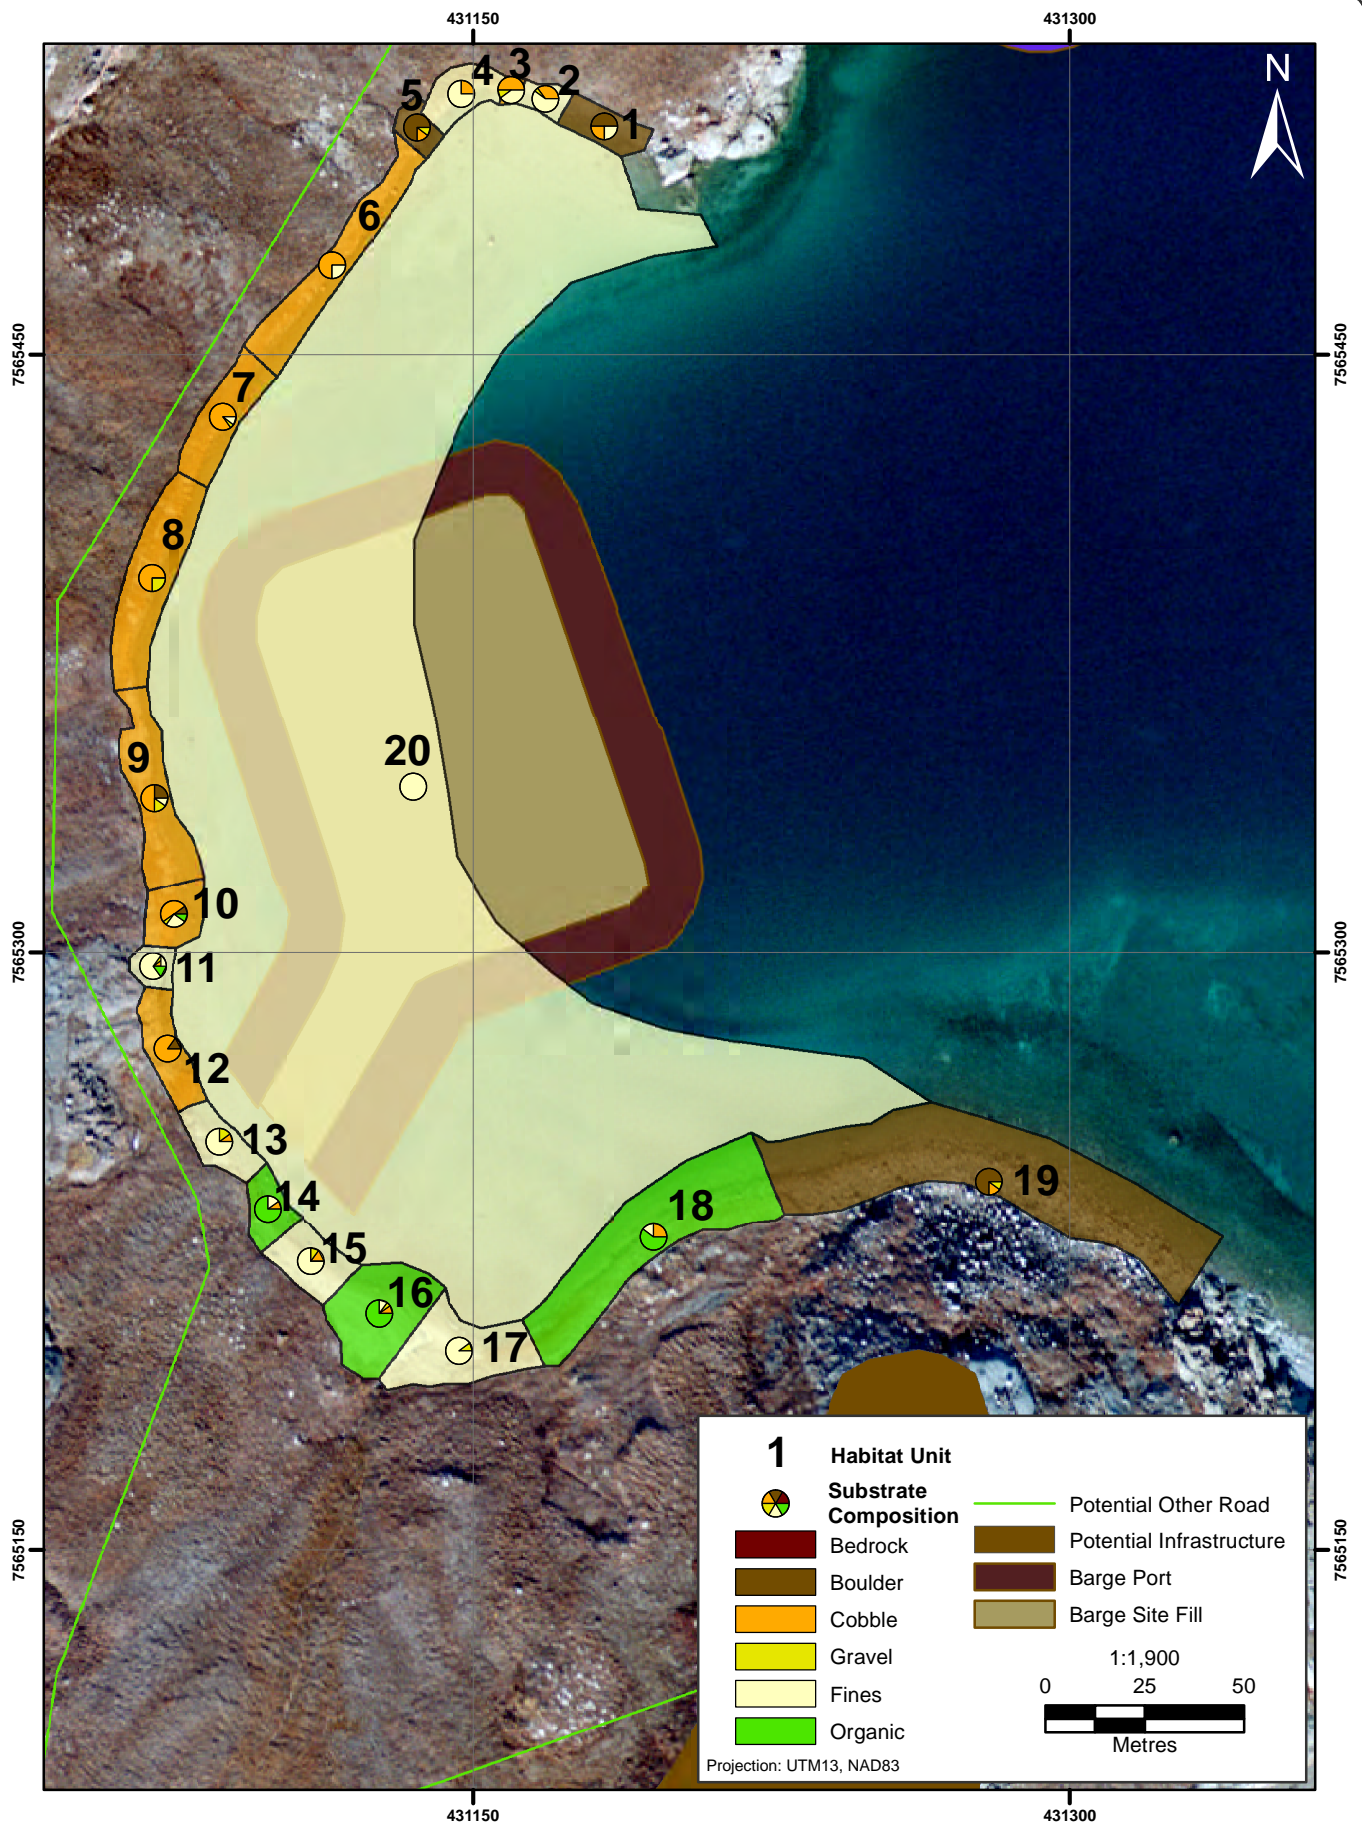 431150 431300
N
3
4 2
5
1
6
7565450 7565450
7
8
20
9
10
7565300 7565300
11
12
13
19
14
18
15
16
17
1 Habitat Unit
Substrate
Composition
Bedrock
Boulder
Cobble
Gravel
Fines
Organic
Potential Other Road
Potential Infrastructure
Barge Port
Barge Site Fill
1:1,900
0 25 50
Metres
Projection: UTM13, NAD83
7565150 7565150
431150 431300